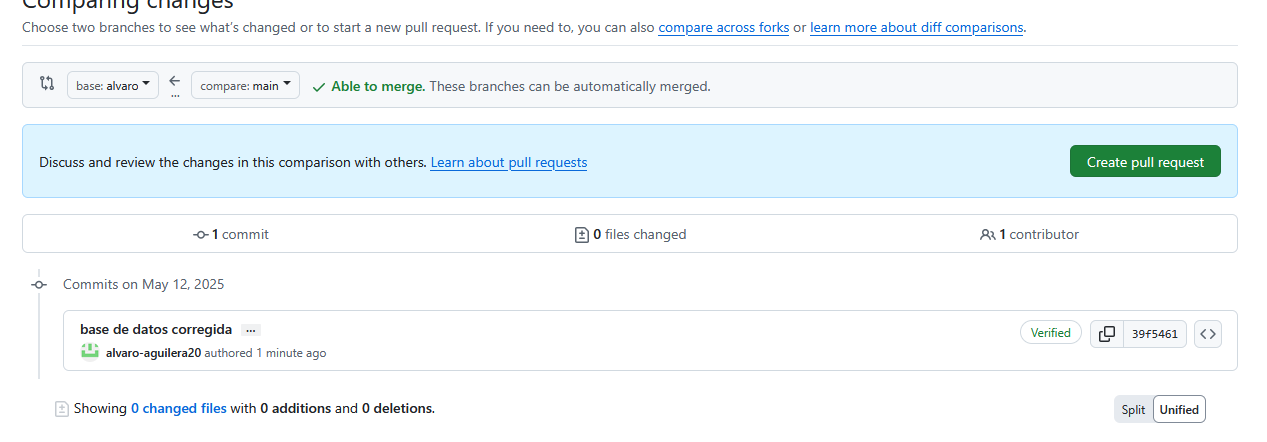 Comparing changes
Choose two branches to see what's changed or to start a new pull request. If you need to, you can also compare across forks or learn more about diff comparisons.
base: alvaro ... compare: main Able to merge. These branches can be automatically merged.
Discuss and review the changes in this comparison with others. Learn about pull requests Create pull request
1 commit 0 files changed 1 contributor
Commits on May 12, 2025
base de datos corregida ... Verified 39f5461
alvaro-aguilera20 authored 1 minute ago
Showing 0 changed files with 0 additions and 0 deletions. Split Unified